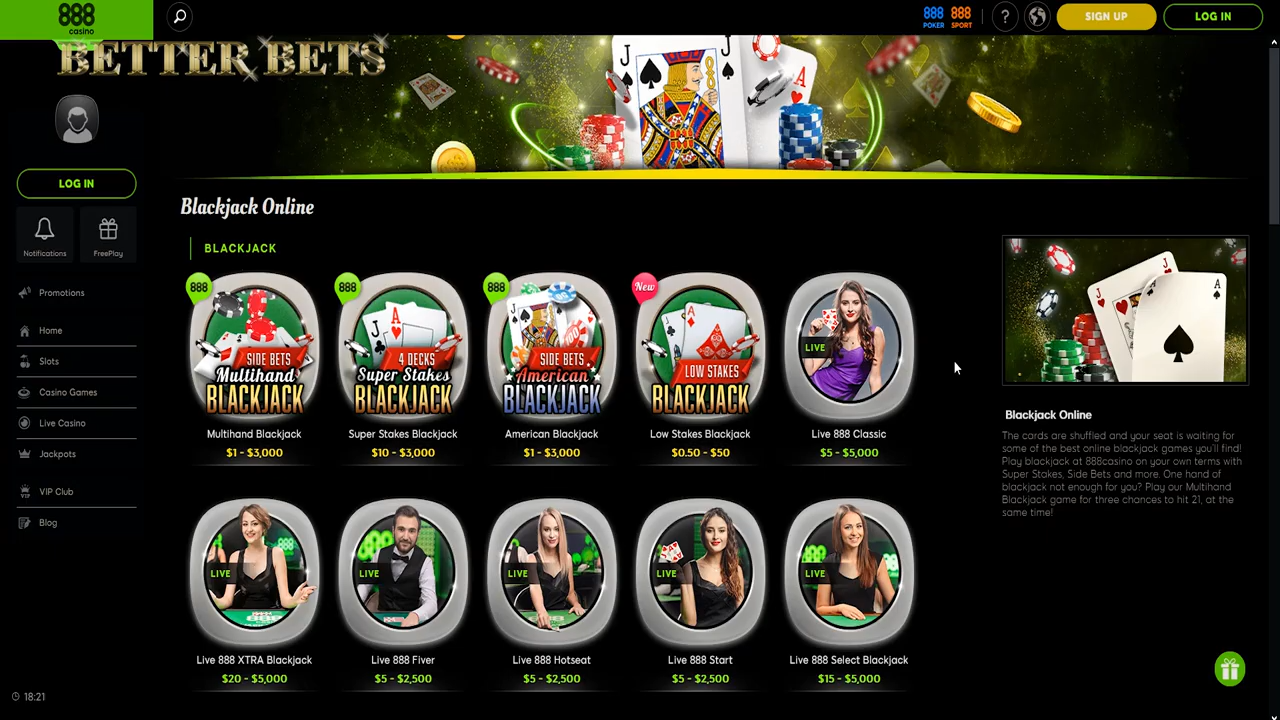 888
casino
888
POKER
888
SPORT
?
SIGN UP
LOG IN
BETTER BETS
LOG IN
Notifications
FreePlay
Promotions
Home
Slots
Casino Games
Live Casino
Jackpots
VIP
VIP Club
Blog
18:21
Blackjack Online
BLACKJACK
888
SIDE BETS
Multihand
BLACKJACK
Multihand Blackjack
$1 - $3,000
888
4 DECKS
Super Stakes
BLACKJACK
Super Stakes Blackjack
$10 - $3,000
888
SIDE BETS
American
BLACKJACK
American Blackjack
$1 - $3,000
New
LOW STAKES
BLACKJACK
Low Stakes Blackjack
$0.50 - $50
LIVE
Live 888 Classic
$5 - $5,000
LIVE
Live 888 XTRA Blackjack
$20 - $5,000
LIVE
Live 888 Fiver
$5 - $2,500
LIVE
Live 888 Hotseat
$5 - $2,500
LIVE
Live 888 Start
$5 - $2,500
LIVE
Live 888 Select Blackjack
$15 - $5,000
Blackjack Online
The cards are shuffled and your seat is waiting for
some of the best online blackjack games you'll find!
Play blackjack at 888casino on your own terms with
Super Stakes, Side Bets and more. One hand of
blackjack not enough for you? Play our Multihand
Blackjack game for three chances to hit 21, at the
same time!